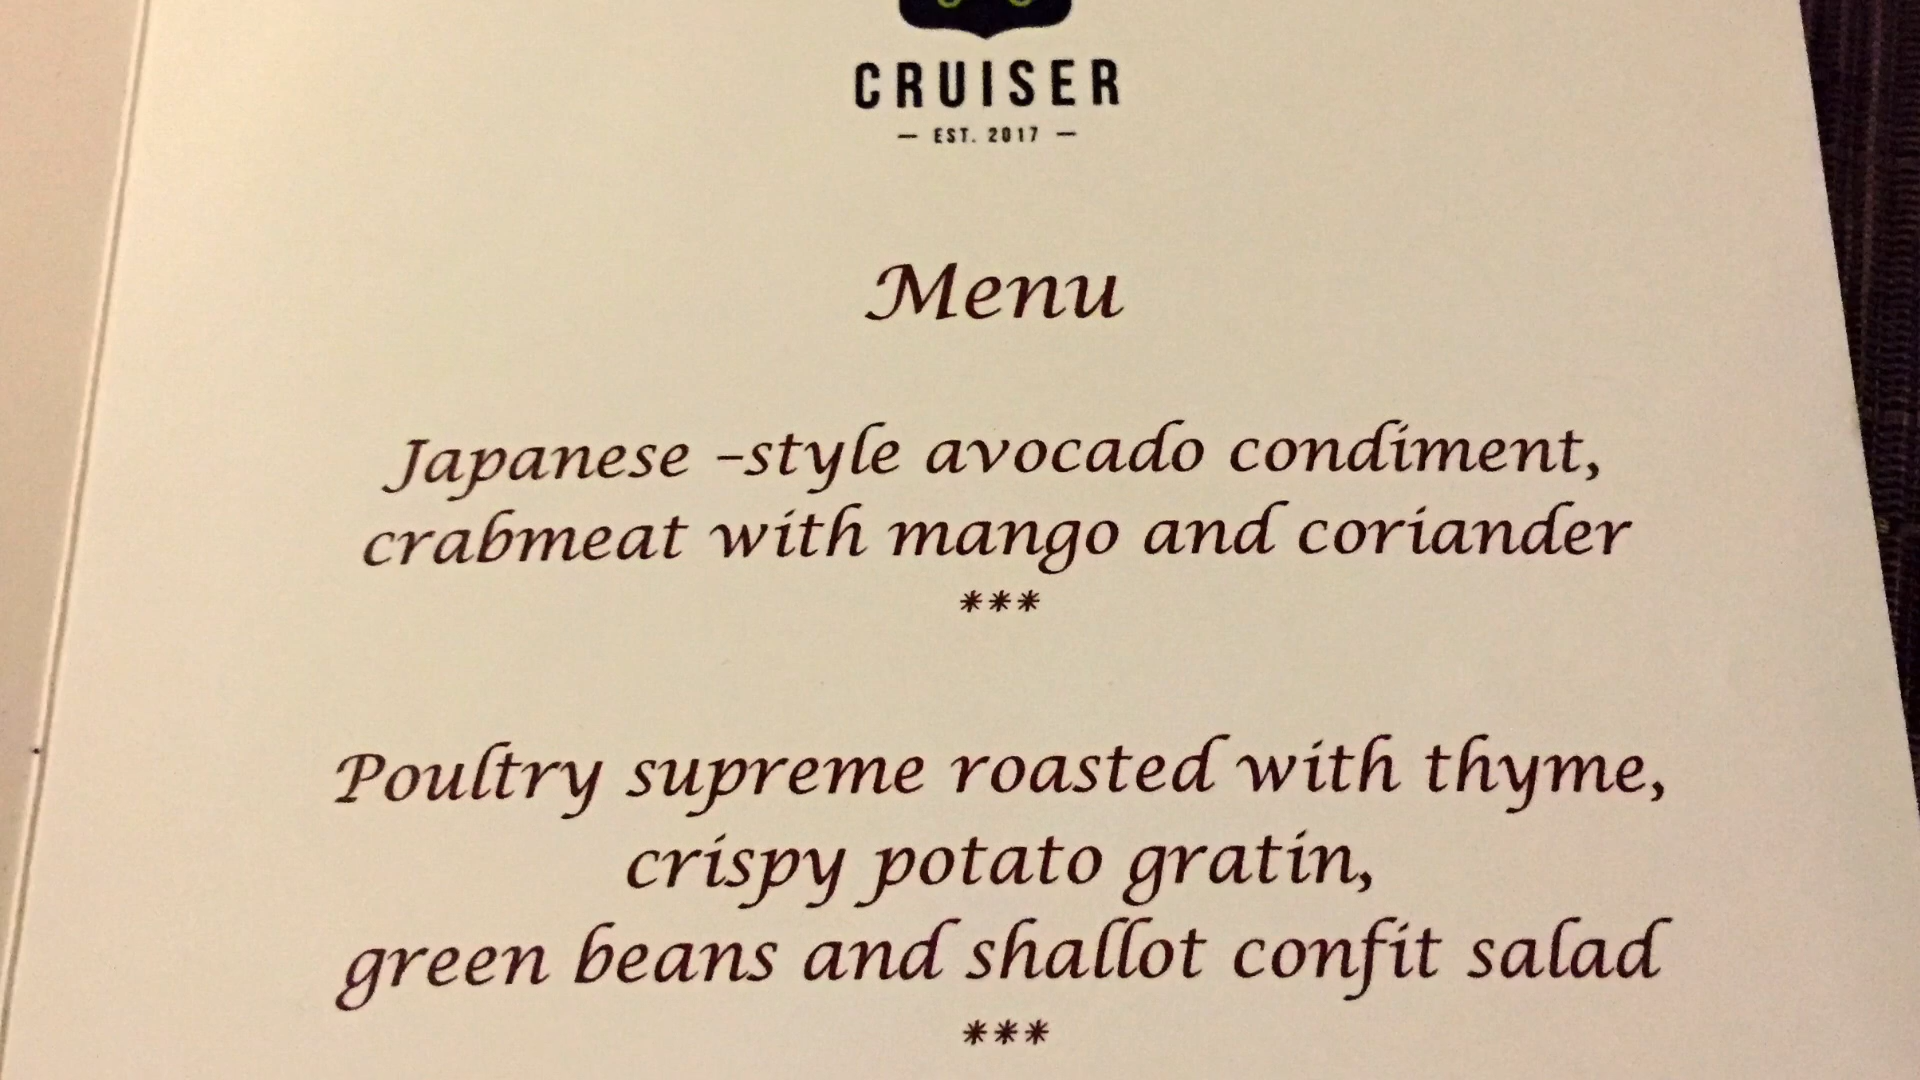 CRUISER
— EST. 2017 —
Menu
Japanese -style avocado condiment,
crabmeat with mango and coriander
***
Poultry supreme roasted with thyme,
crispy potato gratin,
green beans and shallot confit salad
***